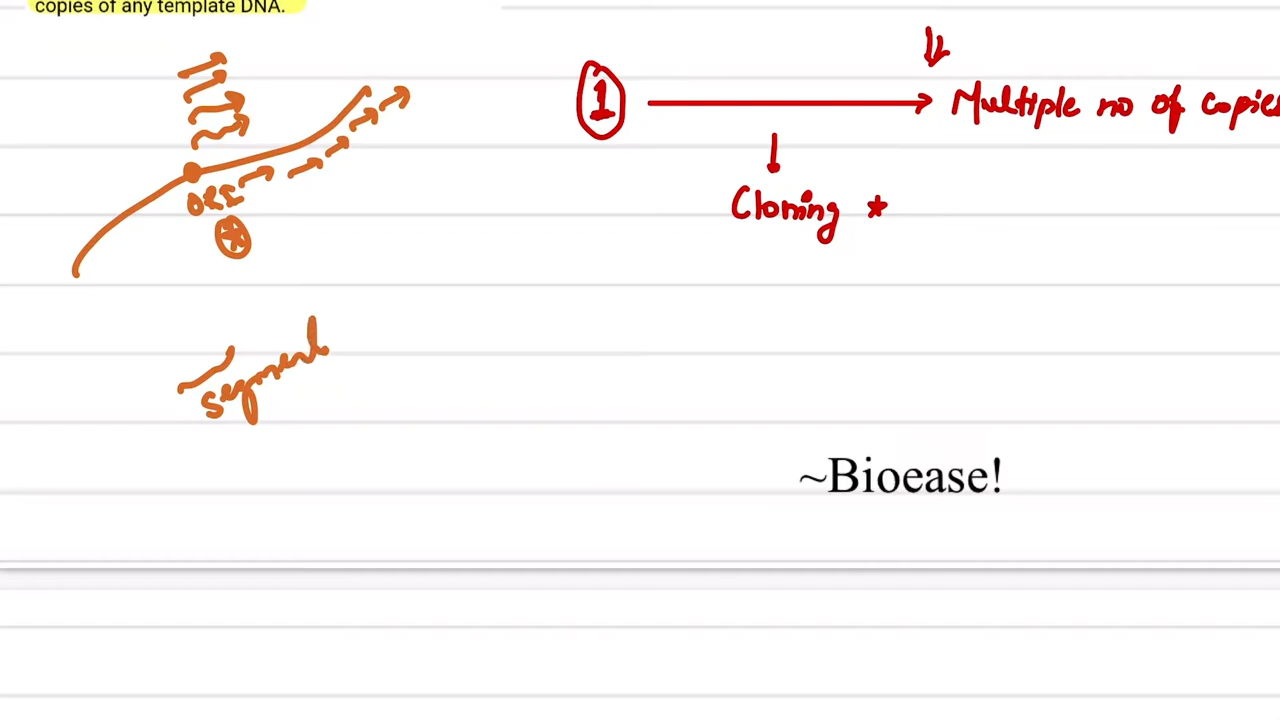 copies of any template DNA.
1
Multiple no of copies
ORI
Cloning *
segment
~Bioease!